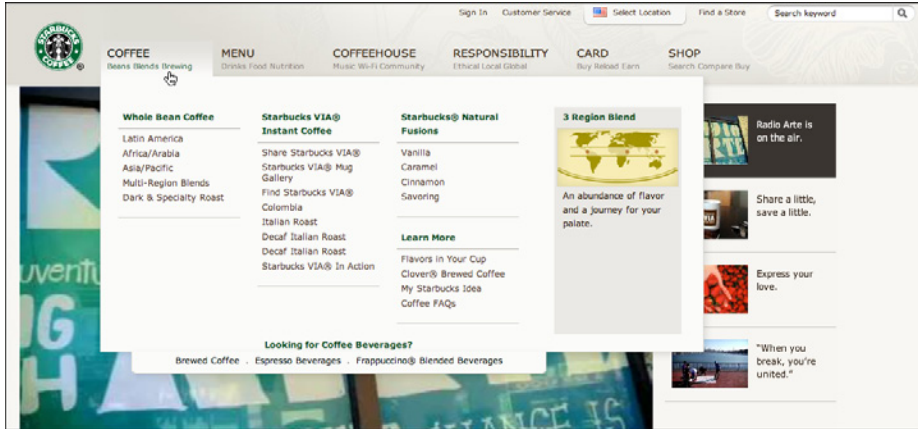 Sign In Customer Service Select Location Find a Store Search keyword
STARBUCKS
COFFEE
COFFEE MENU COFFEEHOUSE RESPONSIBILITY CARD SHOP
Beans Blends Brewing Drinks Food Nutrition Music Wi-Fi Community Ethical Local Global Buy Reload Earn Search Compare Buy
Whole Bean Coffee
Latin America
Africa/Arabia
Asia/Pacific
Multi-Region Blends
Dark & Specialty Roast
Starbucks VIA®
Instant Coffee
Share Starbucks VIA®
Starbucks VIA® Mug
Gallery
Find Starbucks VIA®
Colombia
Italian Roast
Decaf Italian Roast
Decaf Italian Roast
Starbucks VIA® In Action
Starbucks® Natural
Fusions
Vanilla
Caramel
Cinnamon
Savoring
Learn More
Flavors in Your Cup
Clover® Brewed Coffee
My Starbucks Idea
Coffee FAQs
3 Region Blend
An abundance of flavor
and a journey for your
palate.
Looking for Coffee Beverages?
Brewed Coffee . Espresso Beverages . Frappuccino® Blended Beverages
Radio Arte is
on the air.
Share a little,
save a little.
Express your
love.
"When you
break, you're
united."